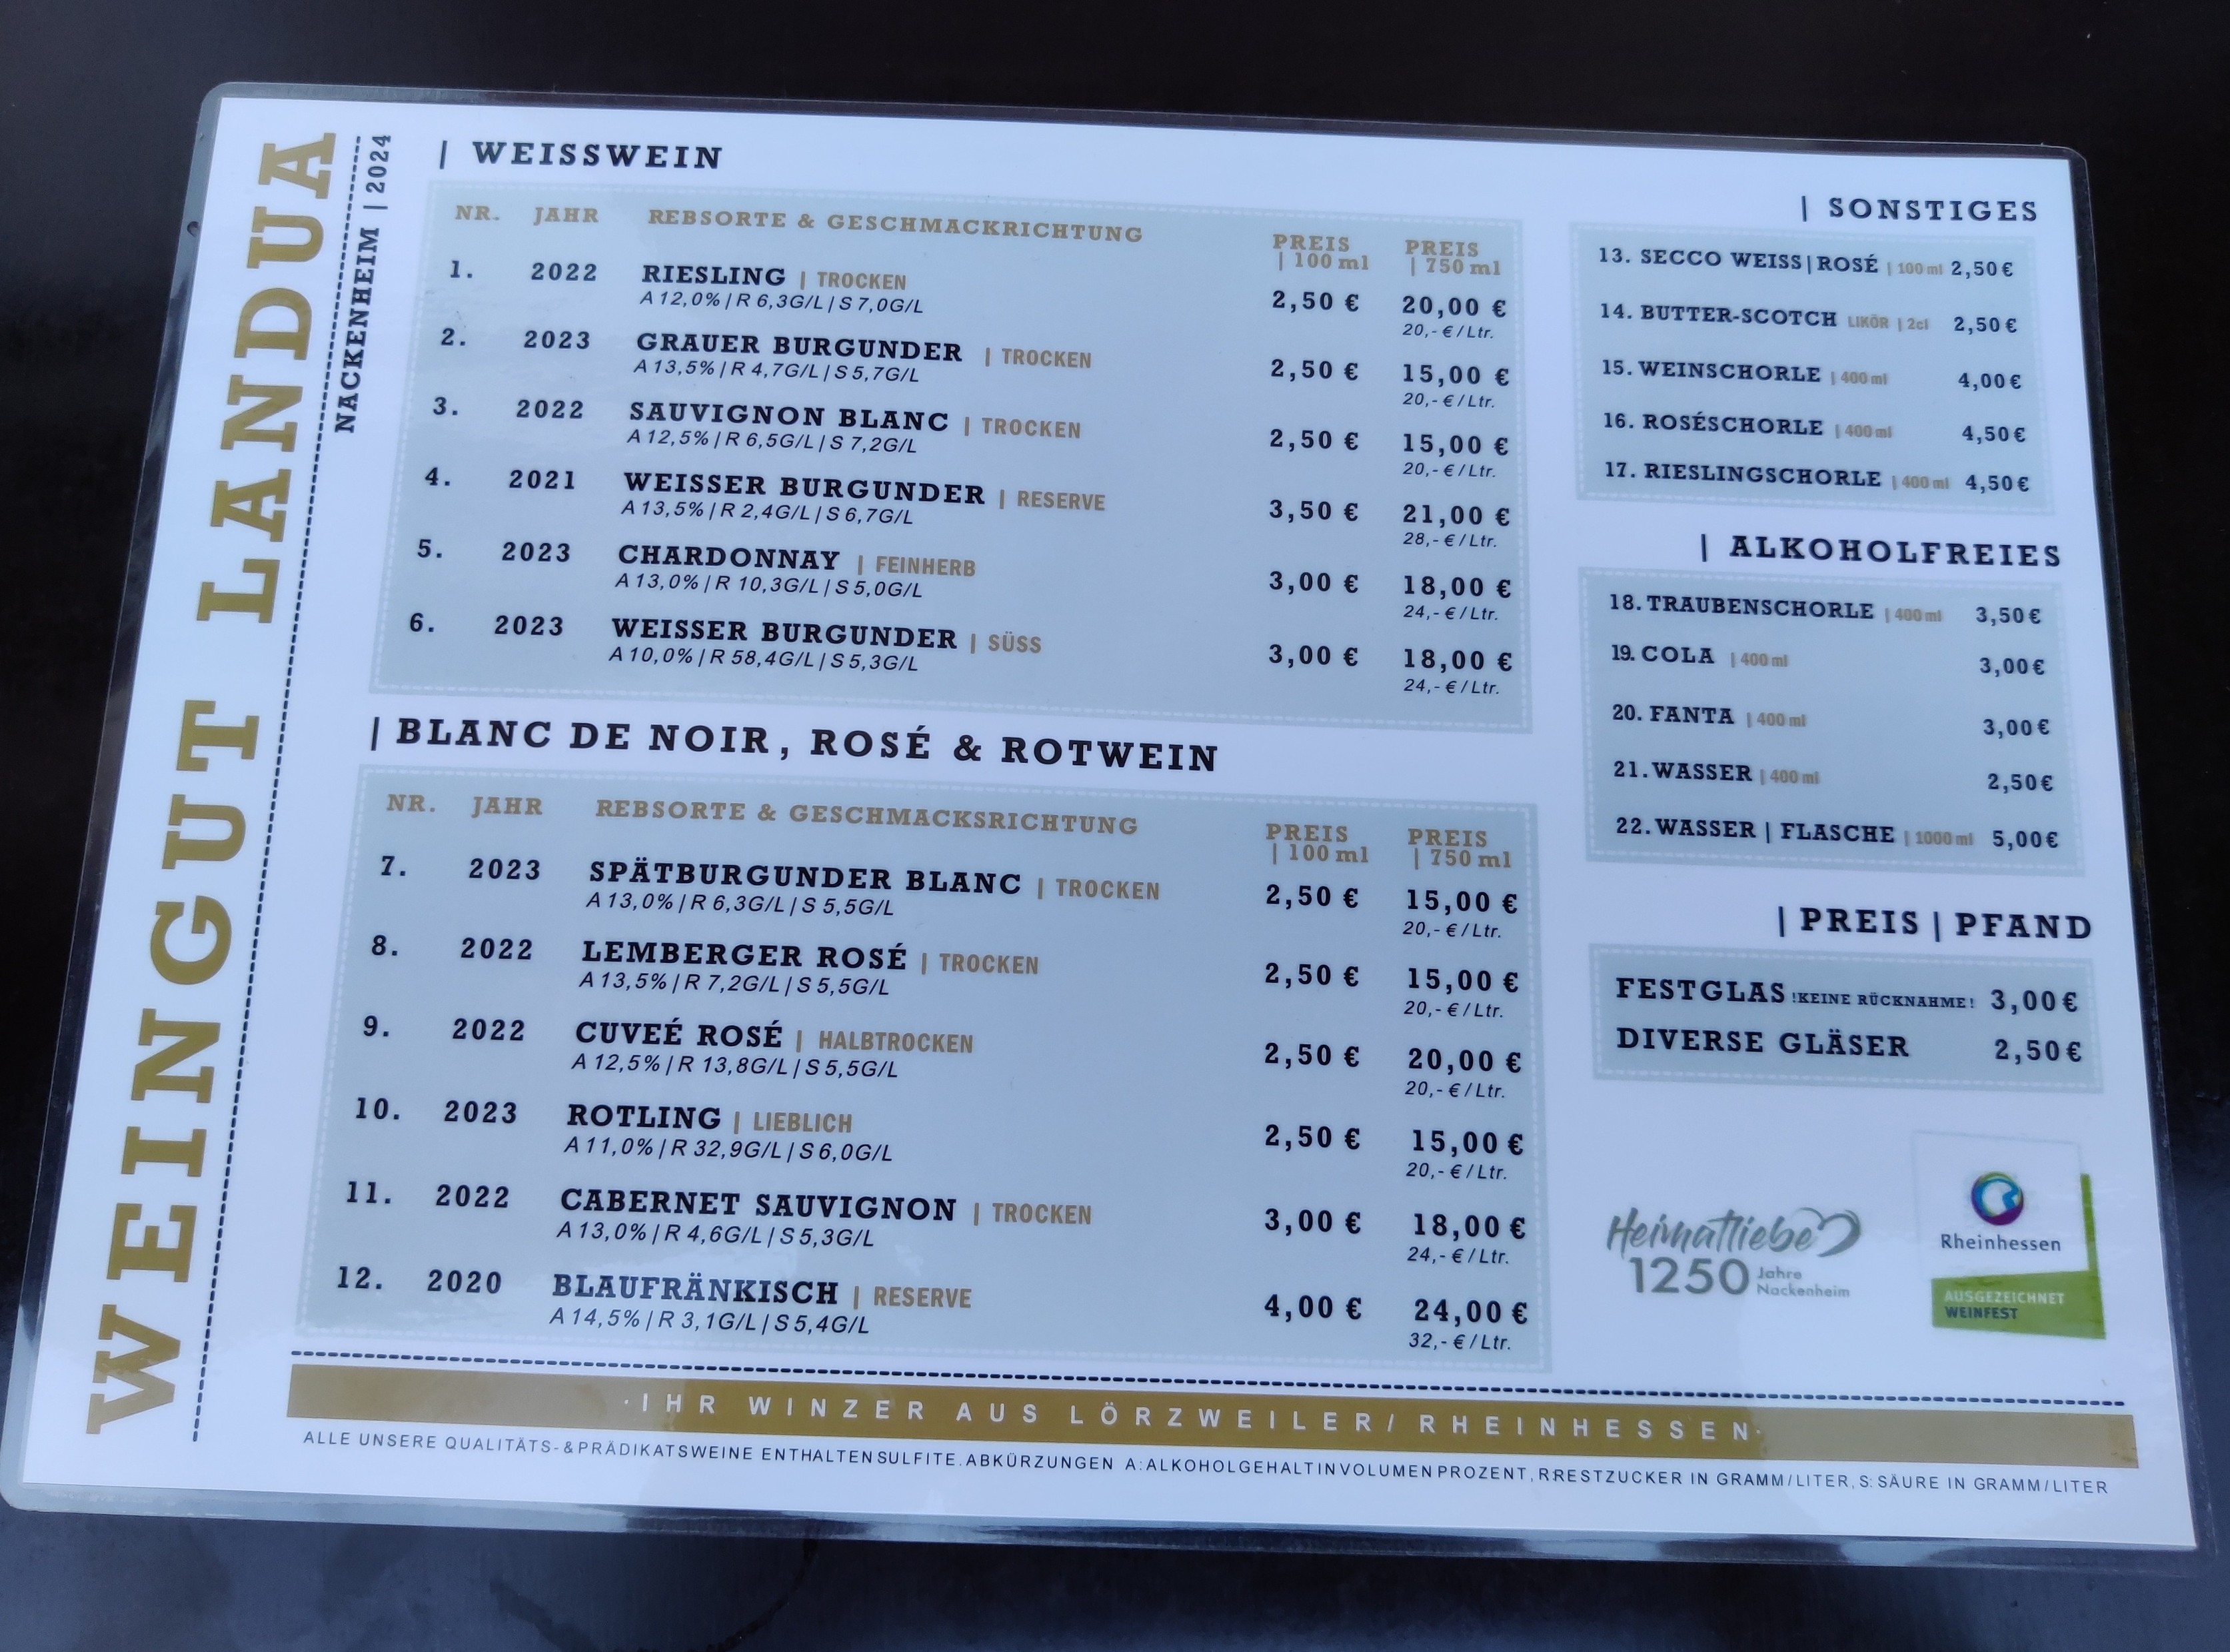 WEINGUT LANDUA
NACKENHEIM | 2024
| WEISSWEIN
NR. JAHR REBSORTE & GESCHMACKRICHTUNG PREIS | 100 ml PREIS | 750 ml
1. 2022 RIESLING | TROCKEN 2,50 € 20,00 €
A 12,0% | R 6,3G/L | S 7,0G/L 20,- € / Ltr.
2. 2023 GRAUER BURGUNDER | TROCKEN 2,50 € 15,00 €
A 13,5% | R 4,7G/L | S 5,7G/L 20,- € / Ltr.
3. 2022 SAUVIGNON BLANC | TROCKEN 2,50 € 15,00 €
A 12,5% | R 6,5G/L | S 7,2G/L 20,- € / Ltr.
4. 2021 WEISSER BURGUNDER | RESERVE 3,50 € 21,00 €
A 13,5% | R 2,4G/L | S 6,7G/L 28,- € / Ltr.
5. 2023 CHARDONNAY | FEINHERB 3,00 € 18,00 €
A 13,0% | R 10,3G/L | S 5,0G/L 24,- € / Ltr.
6. 2023 WEISSER BURGUNDER | SÜSS 3,00 € 18,00 €
A 10,0% | R 58,4G/L | S 5,3G/L 24,- € / Ltr.
| BLANC DE NOIR, ROSÉ & ROTWEIN
NR. JAHR REBSORTE & GESCHMACKSRICHTUNG PREIS | 100 ml PREIS | 750 ml
7. 2023 SPÄTBURGUNDER BLANC | TROCKEN 2,50 € 15,00 €
A 13,0% | R 6,3G/L | S 5,5G/L 20,- € / Ltr.
8. 2022 LEMBERGER ROSÉ | TROCKEN 2,50 € 15,00 €
A 13,5% | R 7,2G/L | S 5,5G/L 20,- € / Ltr.
9. 2022 CUVEÉ ROSÉ | HALBTROCKEN 2,50 € 20,00 €
A 12,5% | R 13,8G/L | S 5,5G/L 20,- € / Ltr.
10. 2023 ROTLING | LIEBLICH 2,50 € 15,00 €
A 11,0% | R 32,9G/L | S 6,0G/L 20,- € / Ltr.
11. 2022 CABERNET SAUVIGNON | TROCKEN 3,00 € 18,00 €
A 13,0% | R 4,6G/L | S 5,3G/L 24,- € / Ltr.
12. 2020 BLAUFRÄNKISCH | RESERVE 4,00 € 24,00 €
A 14,5% | R 3,1G/L | S 5,4G/L 32,- € / Ltr.
| SONSTIGES
13. SECCO WEISS | ROSÉ | 100 ml 2,50 €
14. BUTTER-SCOTCH LIKÖR | 2cl 2,50 €
15. WEINSCHORLE | 400 ml 4,00 €
16. ROSÉSCHORLE | 400 ml 4,50 €
17. RIESLINGSCHORLE | 400 ml 4,50 €
| ALKOHOLFREIES
18. TRAUBENSCHORLE | 400 ml 3,50 €
19. COLA | 400 ml 3,00 €
20. FANTA | 400 ml 3,00 €
21. WASSER | 400 ml 2,50 €
22. WASSER | FLASCHE | 1000 ml 5,00 €
| PREIS | PFAND
FESTGLAS !KEINE RÜCKNAHME! 3,00 €
DIVERSE GLÄSER 2,50 €
Heimatliebe
1250 Jahre Nackenheim
Rheinhessen
AUSGEZEICHNET
WEINFEST
·IHR WINZER AUS LÖRZWEILER/ RHEINHESSEN·
ALLE UNSERE QUALITÄTS-&PRÄDIKATSWEINE ENTHALTEN SULFITE. ABKÜRZUNGEN A: ALKOHOLGEHALT IN VOLUMEN PROZENT, RRESTZUCKER IN GRAMM/LITER, S: SÄURE IN GRAMM/LITER